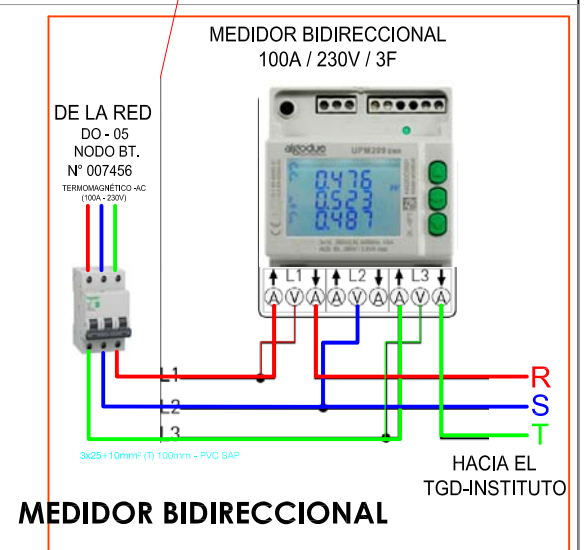 MEDIDOR BIDIRECCIONAL
100A / 230V / 3F
DE LA RED
DO - 05
NODO BT.
N° 007456
TERMOMAGNÉTICO -AC
(100A - 230V)
algodue
UPM209
0.476
0.523
0.487
L1 L2 L3
A V A A V A A V A
L1
R
L2
S
L3
T
3x25+10mm² (T) 100mm - PVC SAP
HACIA EL
TGD-INSTITUTO
MEDIDOR BIDIRECCIONAL